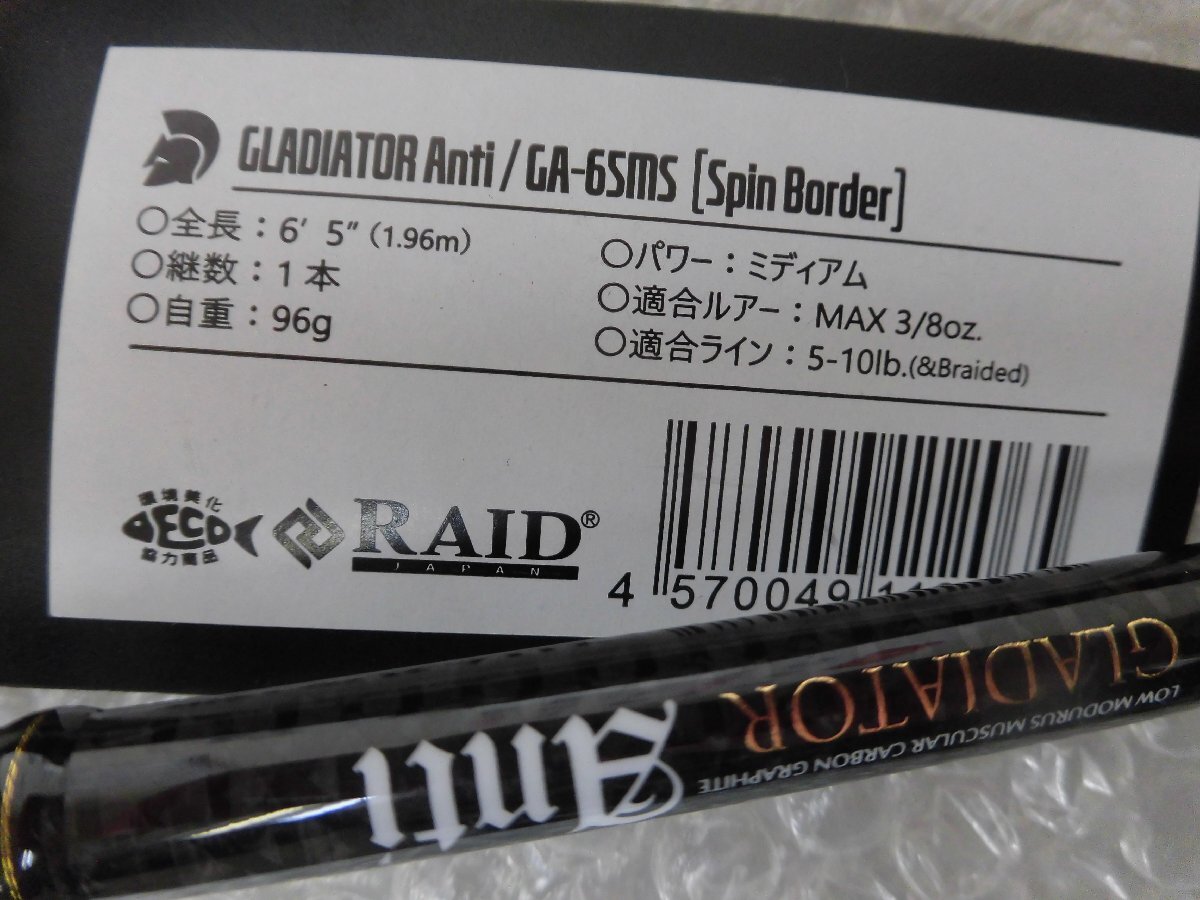 GLADIATOR Anti / GA-65MS [Spin Border]
○全長：6' 5" (1.96m)
○継数：1本
○自重：96g
○パワー：ミディアム
○適合ルアー：MAX 3/8oz.
○適合ライン：5-10lb.(&Braided)
環境美化
ECO
協力商品
RAID®
JAPAN
4 570049
GLADIATOR
Anti
LOW MODURUS MUSCULAR CARBON GRAPHITE